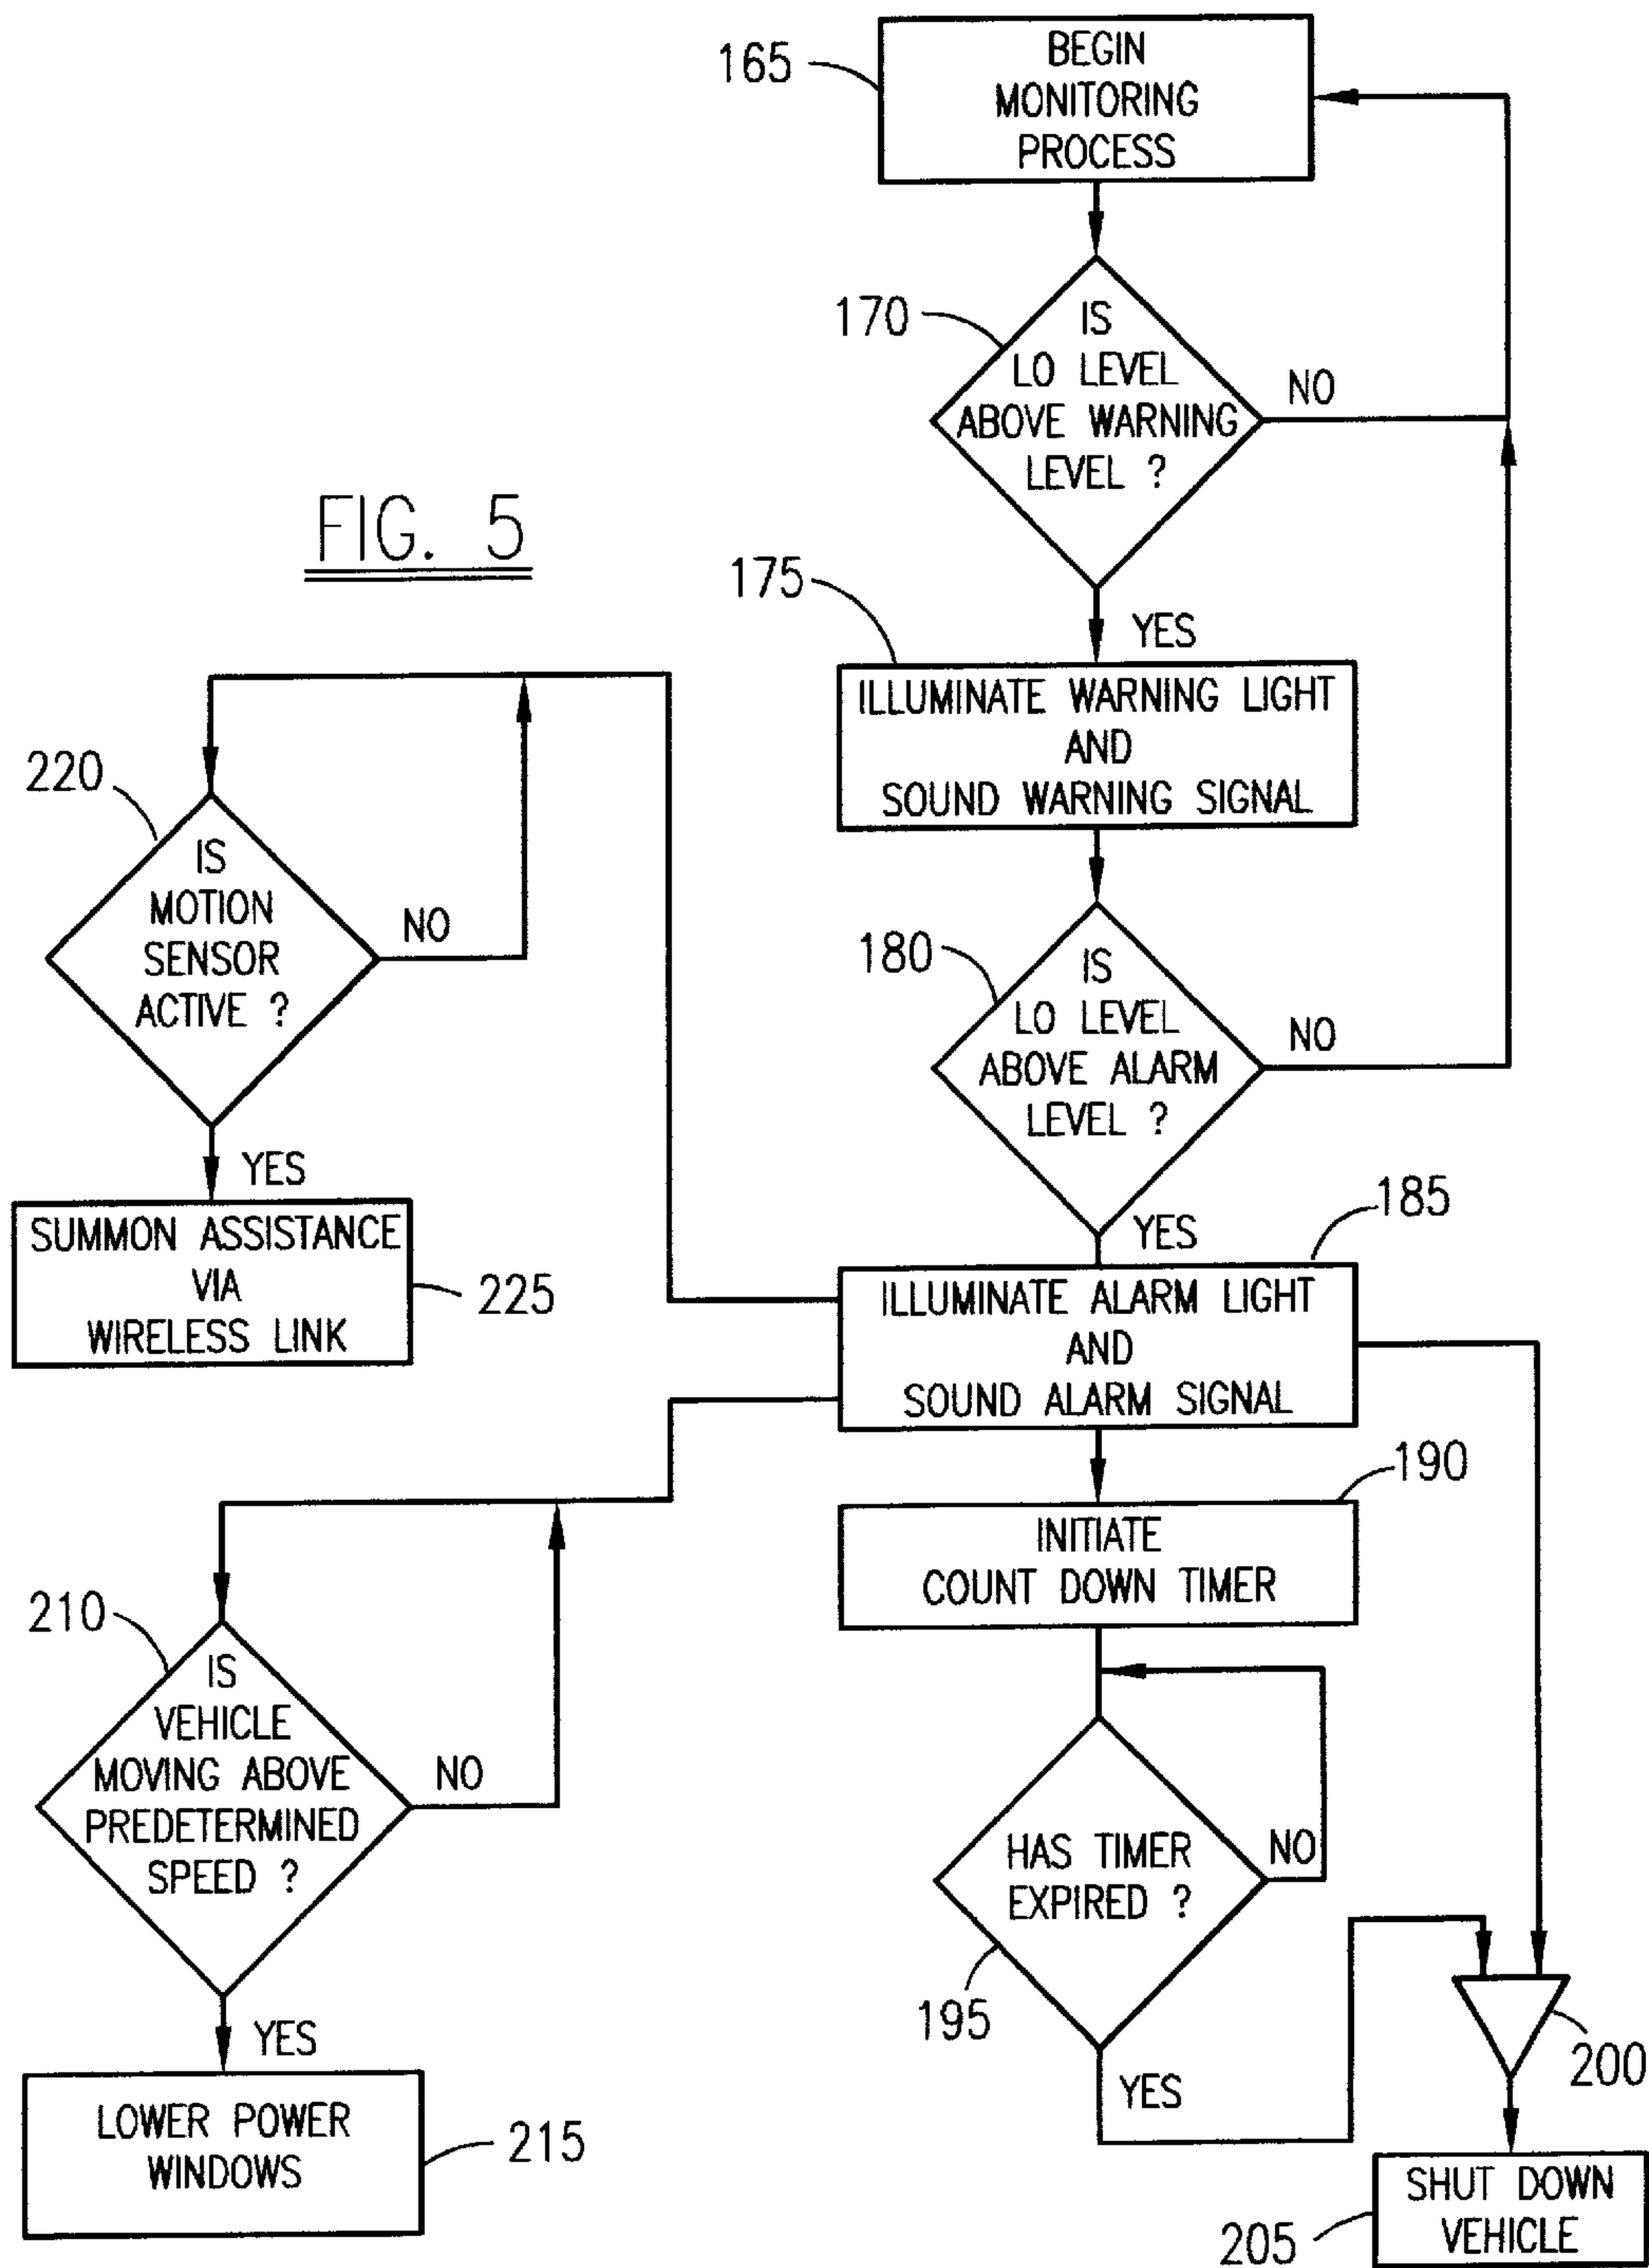 165
BEGIN
MONITORING
PROCESS
170
IS
LO LEVEL
ABOVE WARNING
LEVEL ?
NO
YES
FIG. 5
175
ILLUMINATE WARNING LIGHT
AND
SOUND WARNING SIGNAL
180
IS
LO LEVEL
ABOVE ALARM
LEVEL ?
NO
YES
185
ILLUMINATE ALARM LIGHT
AND
SOUND ALARM SIGNAL
190
INITIATE
COUNT DOWN TIMER
HAS TIMER
EXPIRED ?
NO
195
YES
200
SHUT DOWN
VEHICLE
205
220
IS
MOTION
SENSOR
ACTIVE ?
NO
YES
SUMMON ASSISTANCE
VIA
WIRELESS LINK
225
210
IS
VEHICLE
MOVING ABOVE
PREDETERMINED
SPEED ?
NO
YES
LOWER POWER
WINDOWS
215